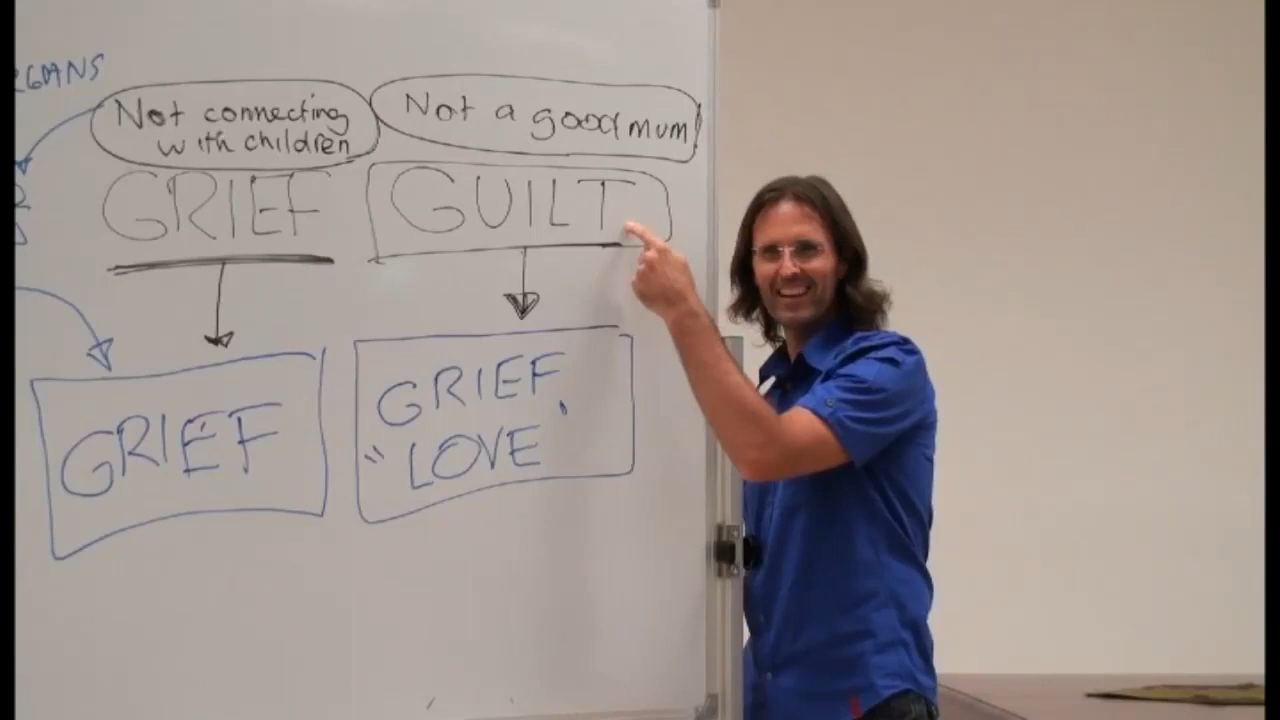 Not connecting
with children
Not a good mum
GRIEF
GUILT
GRIEF
GRIEF,
"LOVE